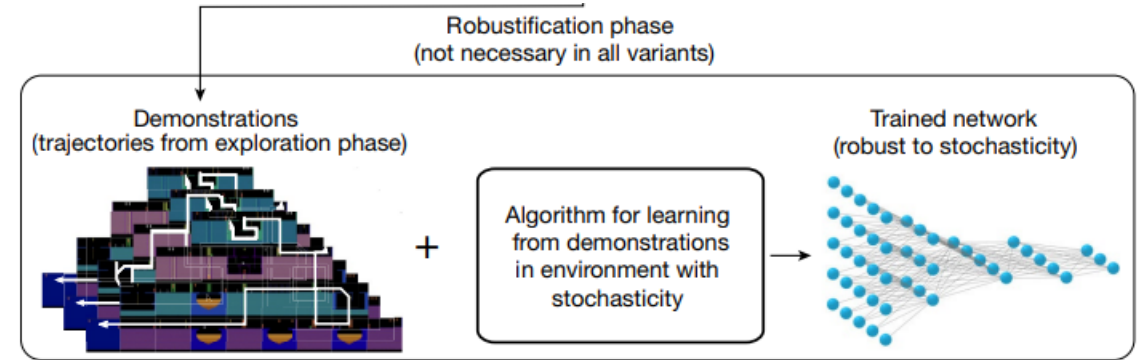 Robustification phase
(not necessary in all variants)
Demonstrations
(trajectories from exploration phase)
+
Algorithm for learning
from demonstrations
in environment with
stochasticity
Trained network
(robust to stochasticity)